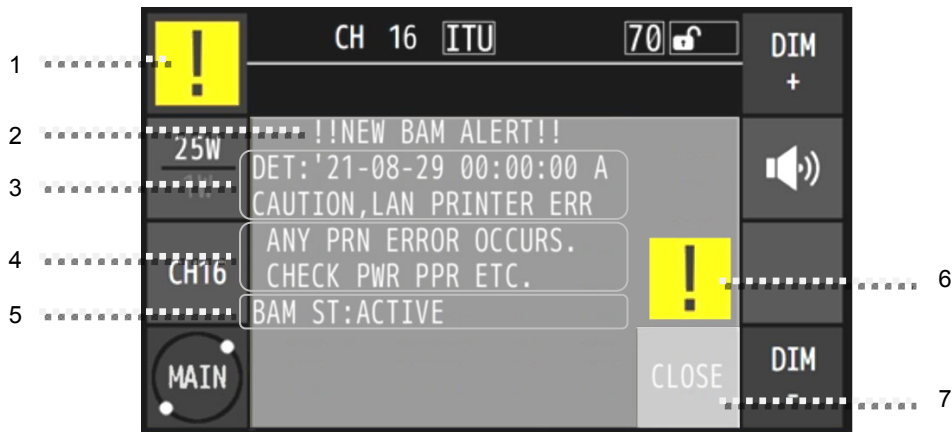 CH 16 ITU 70
DIM
+
1
2
!!NEW BAM ALERT!!
25W
1W
3
DET:'21-08-29 00:00:00 A
CAUTION,LAN PRINTER ERR
4
ANY PRN ERROR OCCURS.
CHECK PWR PPR ETC.
CH16
!
!
6
5
BAM ST:ACTIVE
MAIN
CLOSE
DIM
-
7